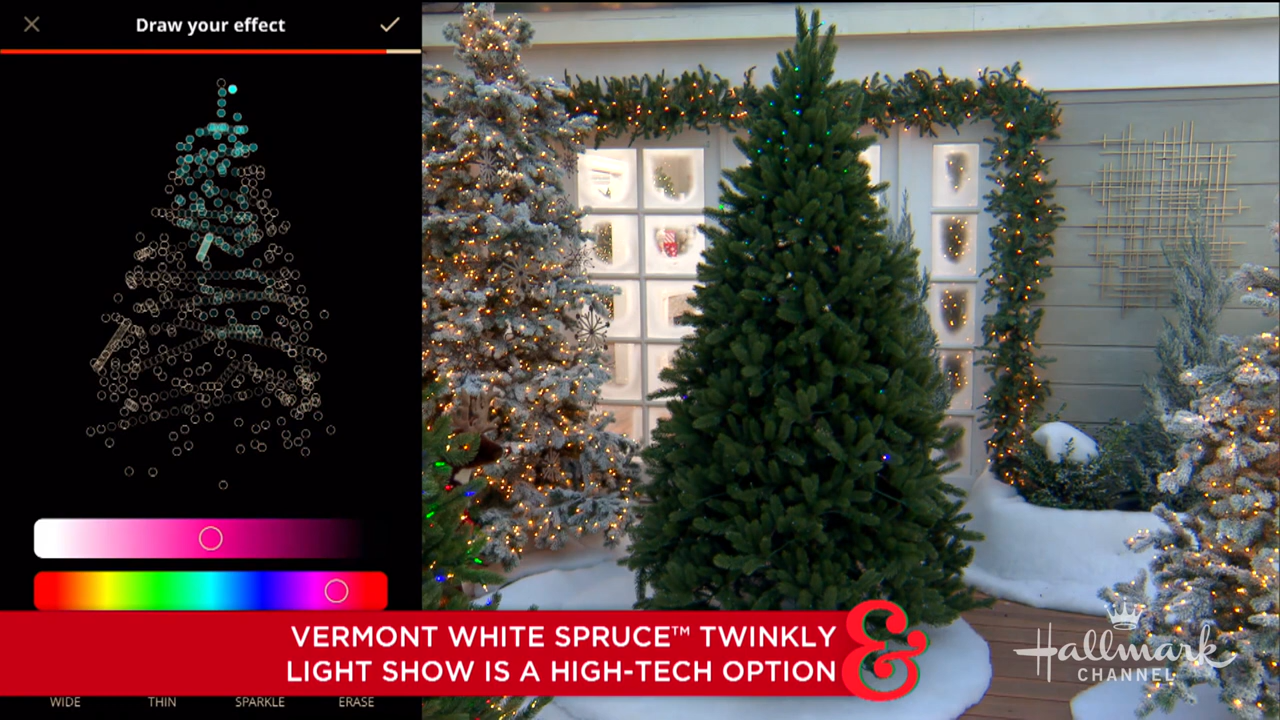 Draw your effect
VERMONT WHITE SPRUCE™ TWINKLY
LIGHT SHOW IS A HIGH-TECH OPTION
&
Hallmark
CHANNEL
WIDE THIN SPARKLE ERASE